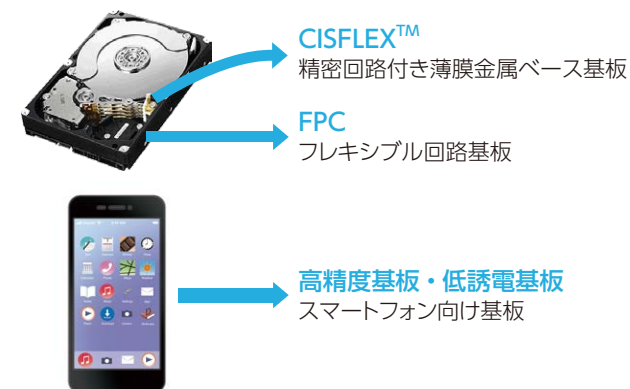 CISFLEX™
精密回路付き薄膜金属ベース基板
FPC
フレキシブル回路基板
高精度基板・低誘電基板
スマートフォン向け基板